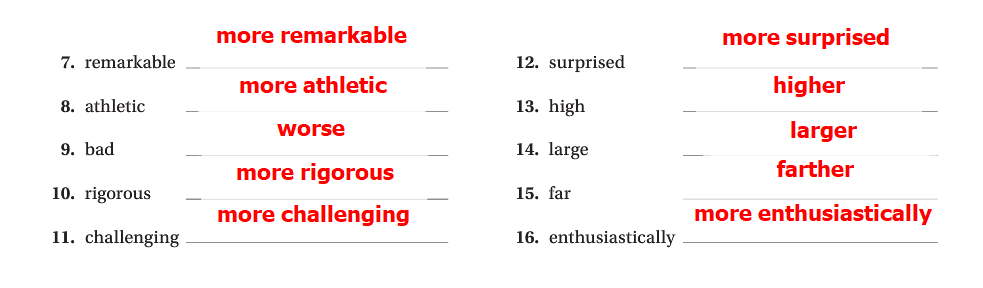 more remarkable
7. remarkable
more athletic
8. athletic
worse
9. bad
more rigorous
10. rigorous
more challenging
11. challenging
more surprised
12. surprised
higher
13. high
larger
14. large
farther
15. far
more enthusiastically
16. enthusiastically